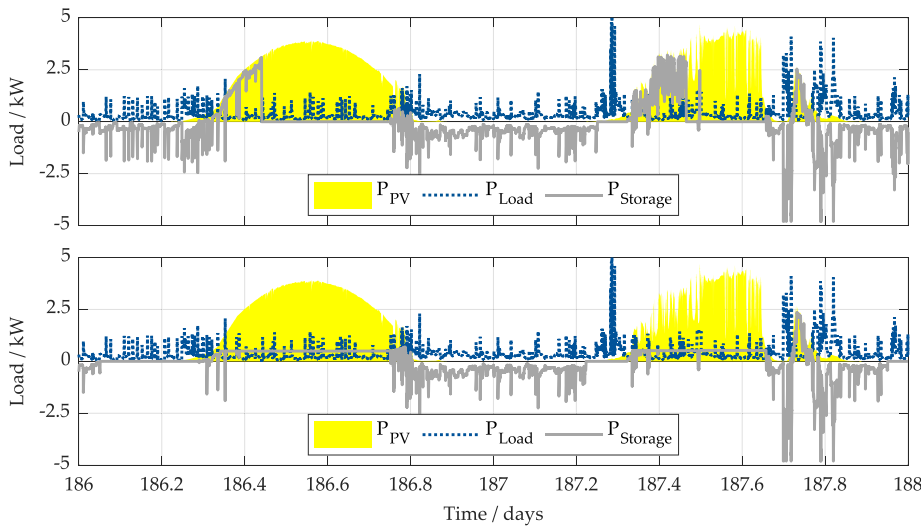 5
2.5
0
-2.5
-5
Load / kW
P_PV P_Load P_Storage
5
2.5
0
-2.5
-5
Load / kW
P_PV P_Load P_Storage
186 186.2 186.4 186.6 186.8 187 187.2 187.4 187.6 187.8 188
Time / days